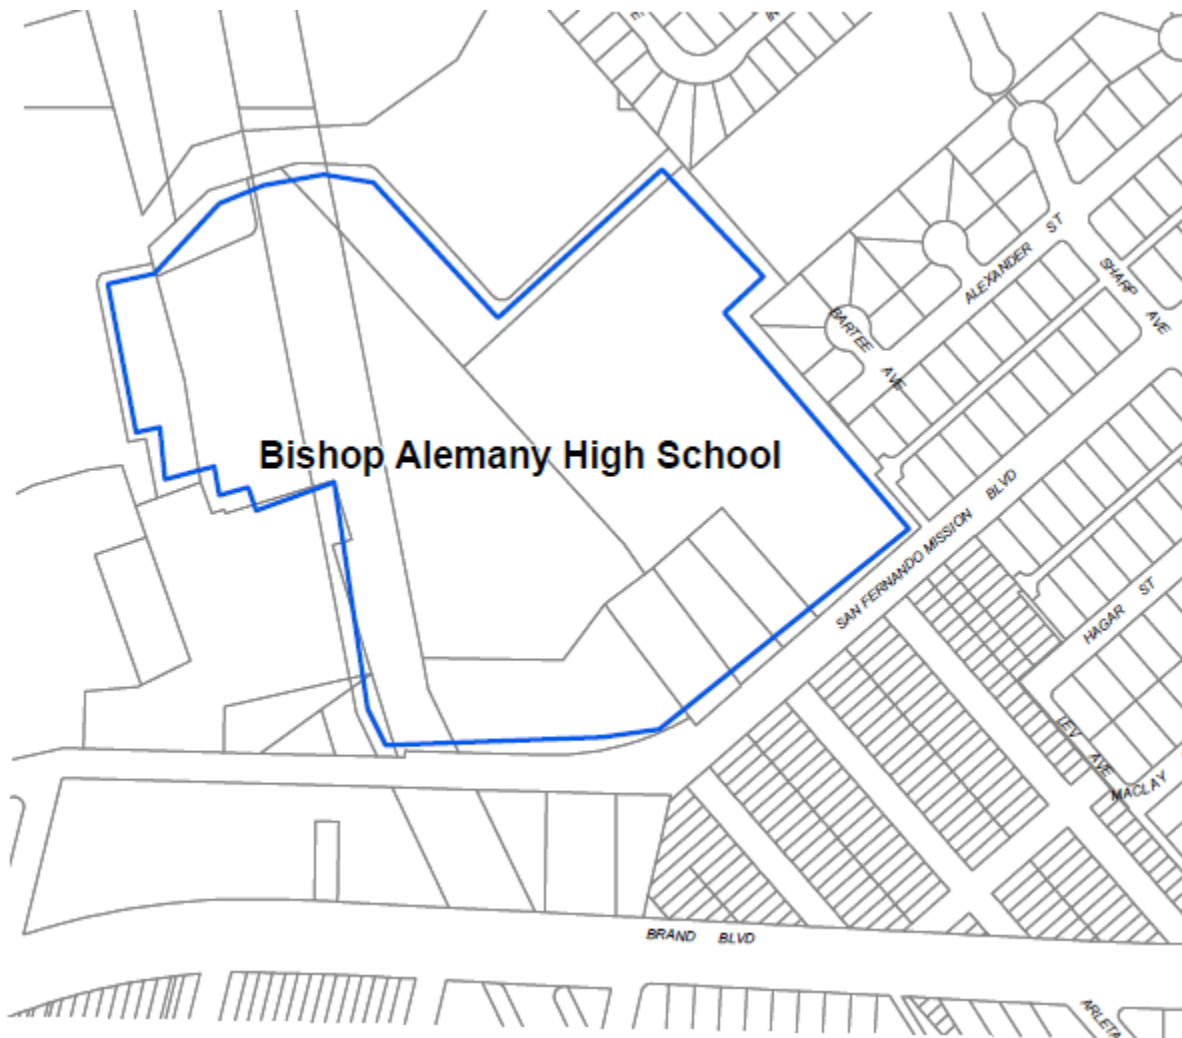 ALEXANDER ST
SHARP AVE
BARTEE AVE
Bishop Alemany High School
SAN FERNANDO MISSION BLVD
HAGAR ST
LEV AVE
MACLAY
BRAND BLVD
ARLETA